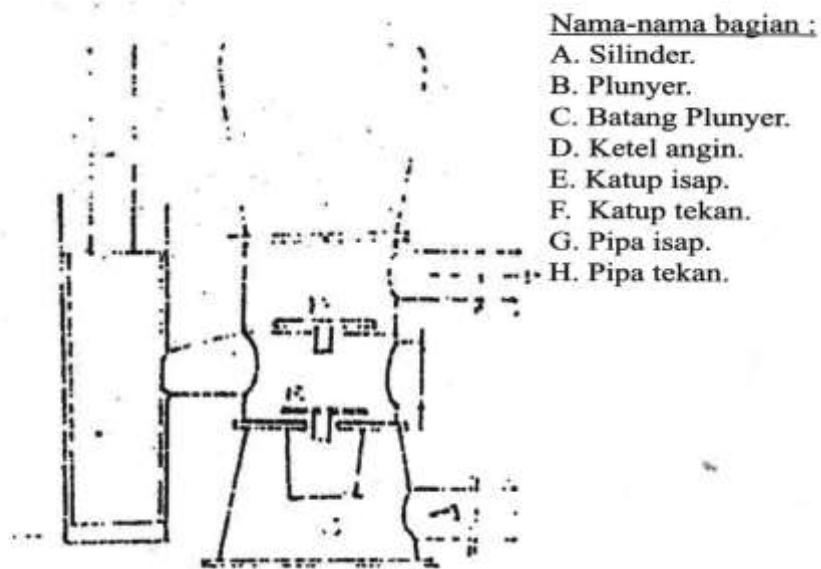 Nama-nama bagian :
A. Silinder.
B. Plunyer.
C. Batang Plunyer.
D. Ketel angin.
E. Katup isap.
F. Katup tekan.
G. Pipa isap.
H. Pipa tekan.